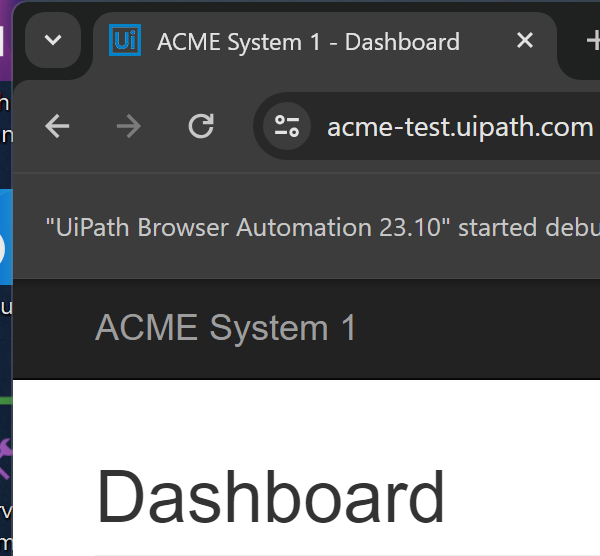 Ui
ACME System 1 - Dashboard
acme-test.uipath.com
"UiPath Browser Automation 23.10" started debu
ACME System 1
Dashboard